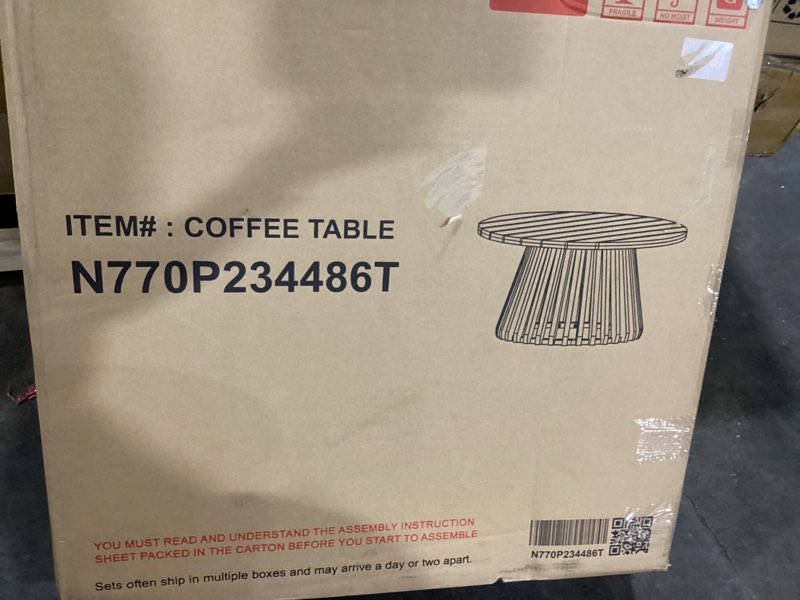 FRAGILE
NO MOIST
WEIGHT
ITEM# : COFFEE TABLE
N770P234486T
YOU MUST READ AND UNDERSTAND THE ASSEMBLY INSTRUCTION
SHEET PACKED IN THE CARTON BEFORE YOU START TO ASSEMBLE
Sets often ship in multiple boxes and may arrive a day or two apart.
N770P234486T